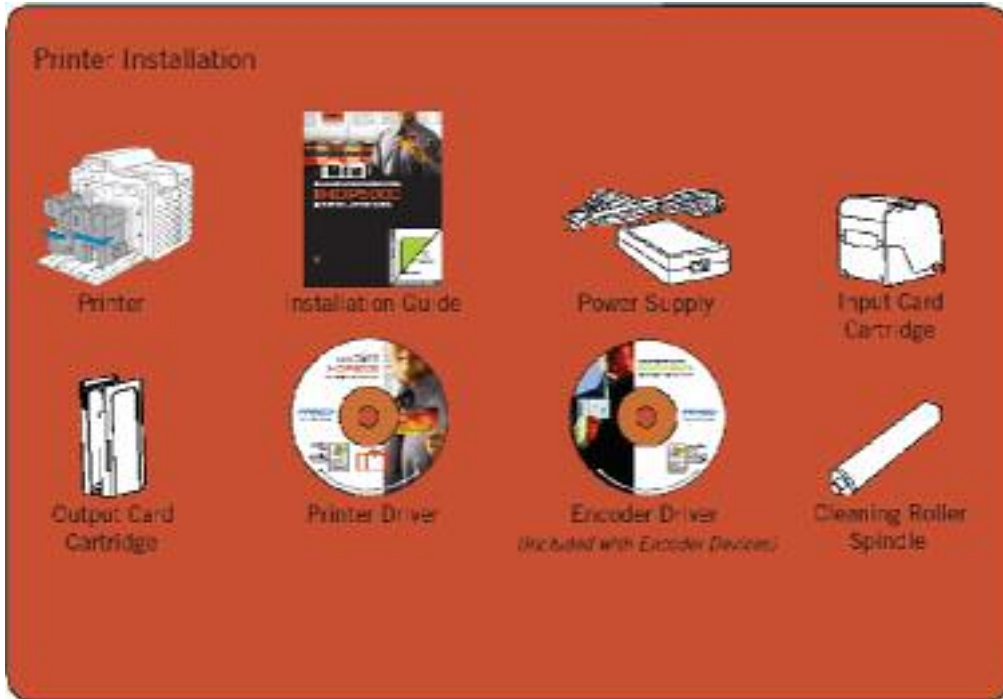 Printer Installation
Printer
Installation Guide
Power Supply
Input Card
Cartridge
Output Card
Cartridge
Printer Driver
Encoder Driver
(Included with Encoder Devices)
Cleaning Roller
Spindle